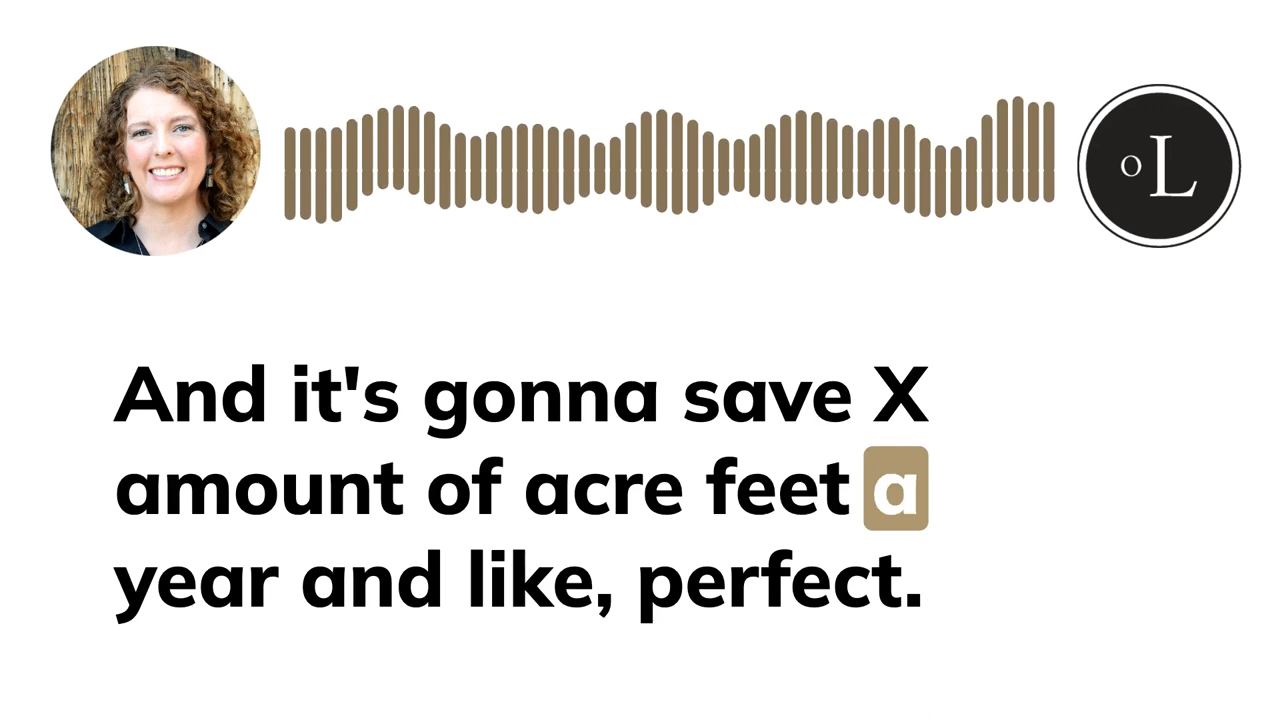 oL
And it's gonna save X
amount of acre feet a
year and like, perfect.